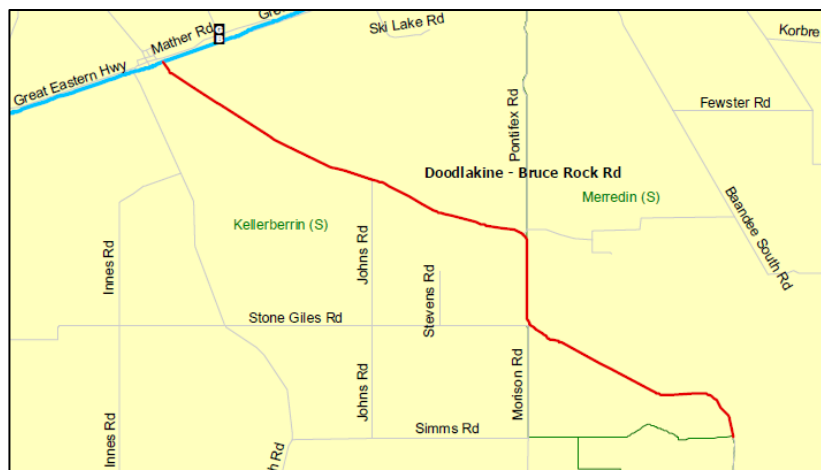 Great Eastern Hwy
Mather Rd
Ski Lake Rd
Korbre
Fewster Rd
Pontifex Rd
Doodlakine - Bruce Rock Rd
Merredin (S)
Baandee South Rd
Kellerberrin (S)
Innes Rd
Johns Rd
Stevens Rd
Stone Giles Rd
Johns Rd
Morison Rd
Simms Rd
Innes Rd
h Rd